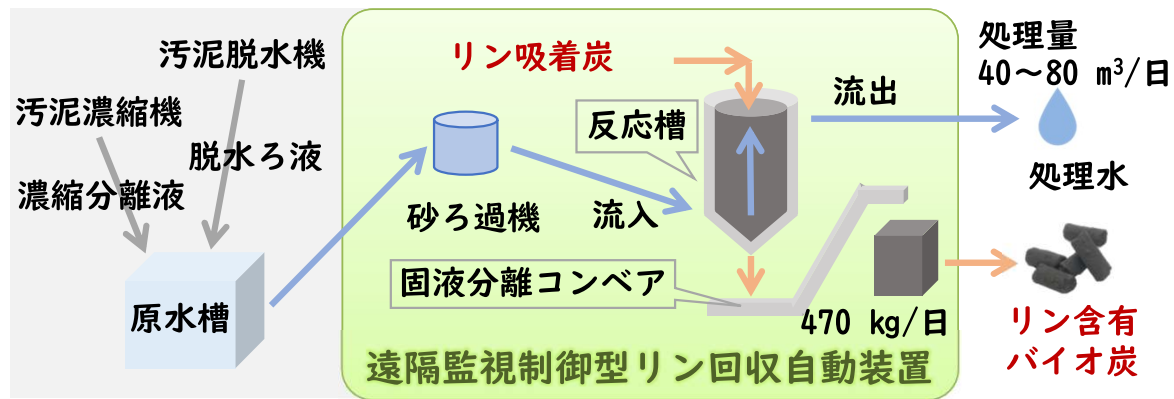 汚泥脱水機
汚泥濃縮機
脱水ろ液
濃縮分離液
原水槽
リン吸着炭
反応槽
砂ろ過機
流入
流出
固液分離コンベア
470 kg/日
遠隔監視制御型リン回収自動装置
処理量
40～80 m³/日
処理水
リン含有
バイオ炭